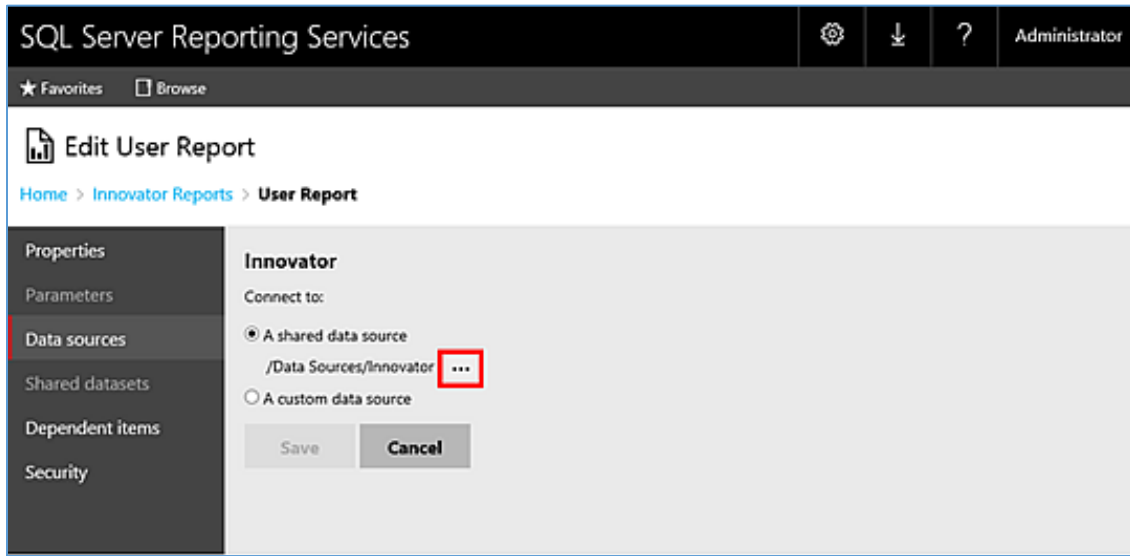 SQL Server Reporting Services
?
Administrator
Favorites
Browse
Edit User Report
Home > Innovator Reports > User Report
Properties
Parameters
Data sources
Shared datasets
Dependent items
Security
Innovator
Connect to:
A shared data source
/Data Sources/Innovator ...
A custom data source
Save
Cancel